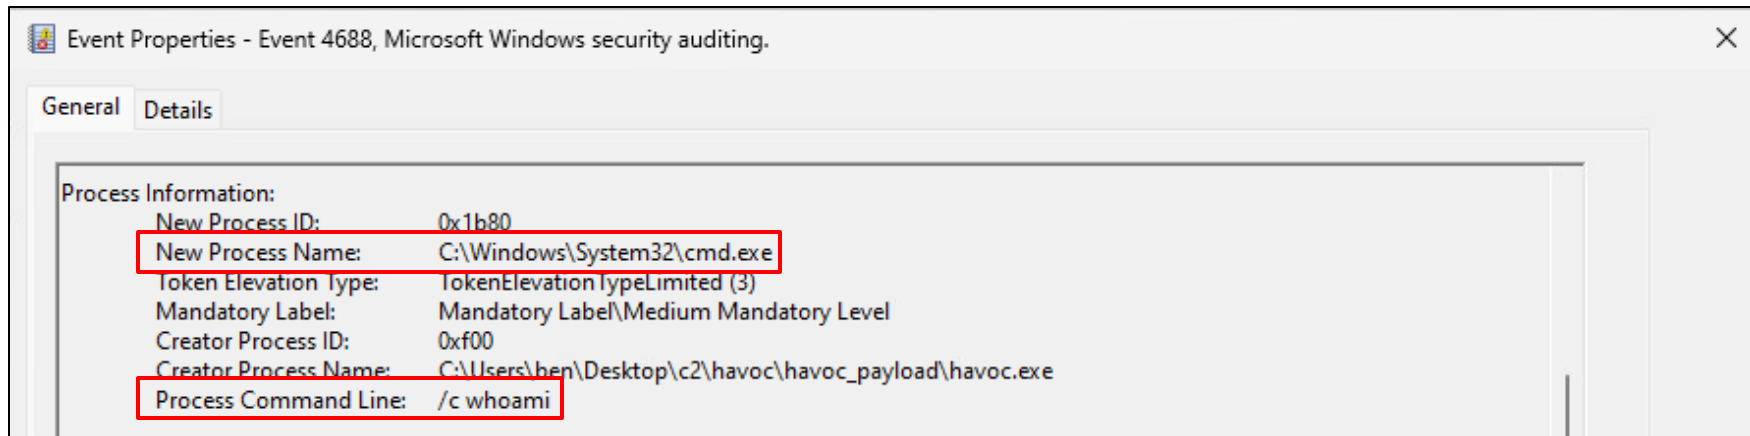 Event Properties - Event 4688, Microsoft Windows security auditing.
General Details
Process Information:
New Process ID: 0x1b80
New Process Name: C:\Windows\System32\cmd.exe
Token Elevation Type: TokenElevationTypeLimited (3)
Mandatory Label: Mandatory Label\Medium Mandatory Level
Creator Process ID: 0xf00
Creator Process Name: C:\Users\ben\Desktop\c2\havoc\havoc_payload\havoc.exe
Process Command Line: /c whoami